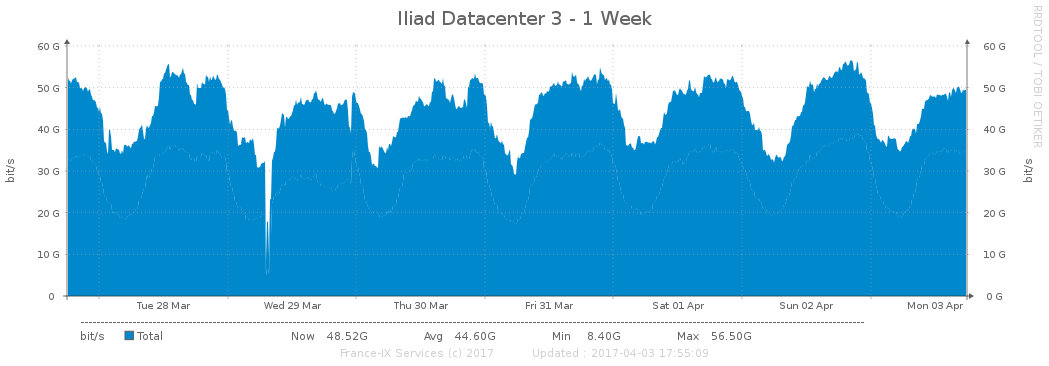 Iliad Datacenter 3 - 1 Week
RRDTOOL / TOBI OETIKER
60 G 60 G
50 G 50 G
40 G 40 G
30 G 30 G
20 G 20 G
10 G 10 G
0 0 G
bit/s bit/s
Tue 28 Mar Wed 29 Mar Thu 30 Mar Fri 31 Mar Sat 01 Apr Sun 02 Apr Mon 03 Apr
bit/s Total Now 48.52G Avg 44.60G Min 8.40G Max 56.50G
France-IX Services (c) 2017 Updated : 2017-04-03 17:55:09